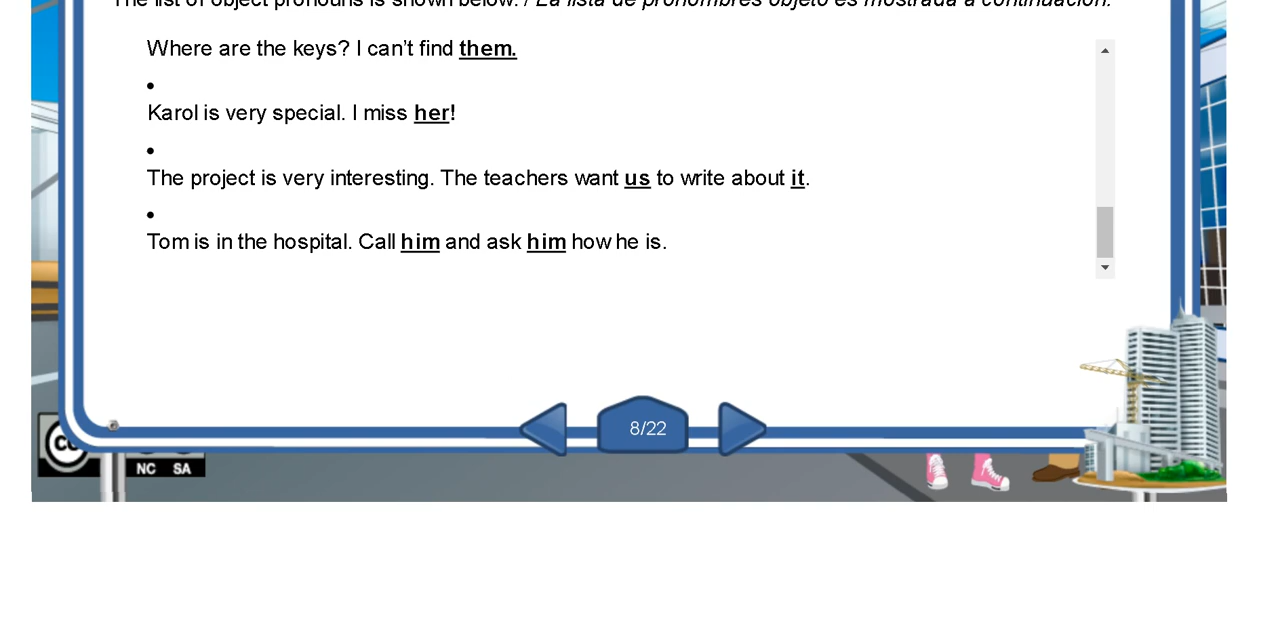 The list of object pronouns is shown below. / La lista de pronombres objeto es mostrada a continuación.
Where are the keys? I can't find them.
•
Karol is very special. I miss her!
•
The project is very interesting. The teachers want us to write about it.
•
Tom is in the hospital. Call him and ask him how he is.
8/22
cc
NC SA